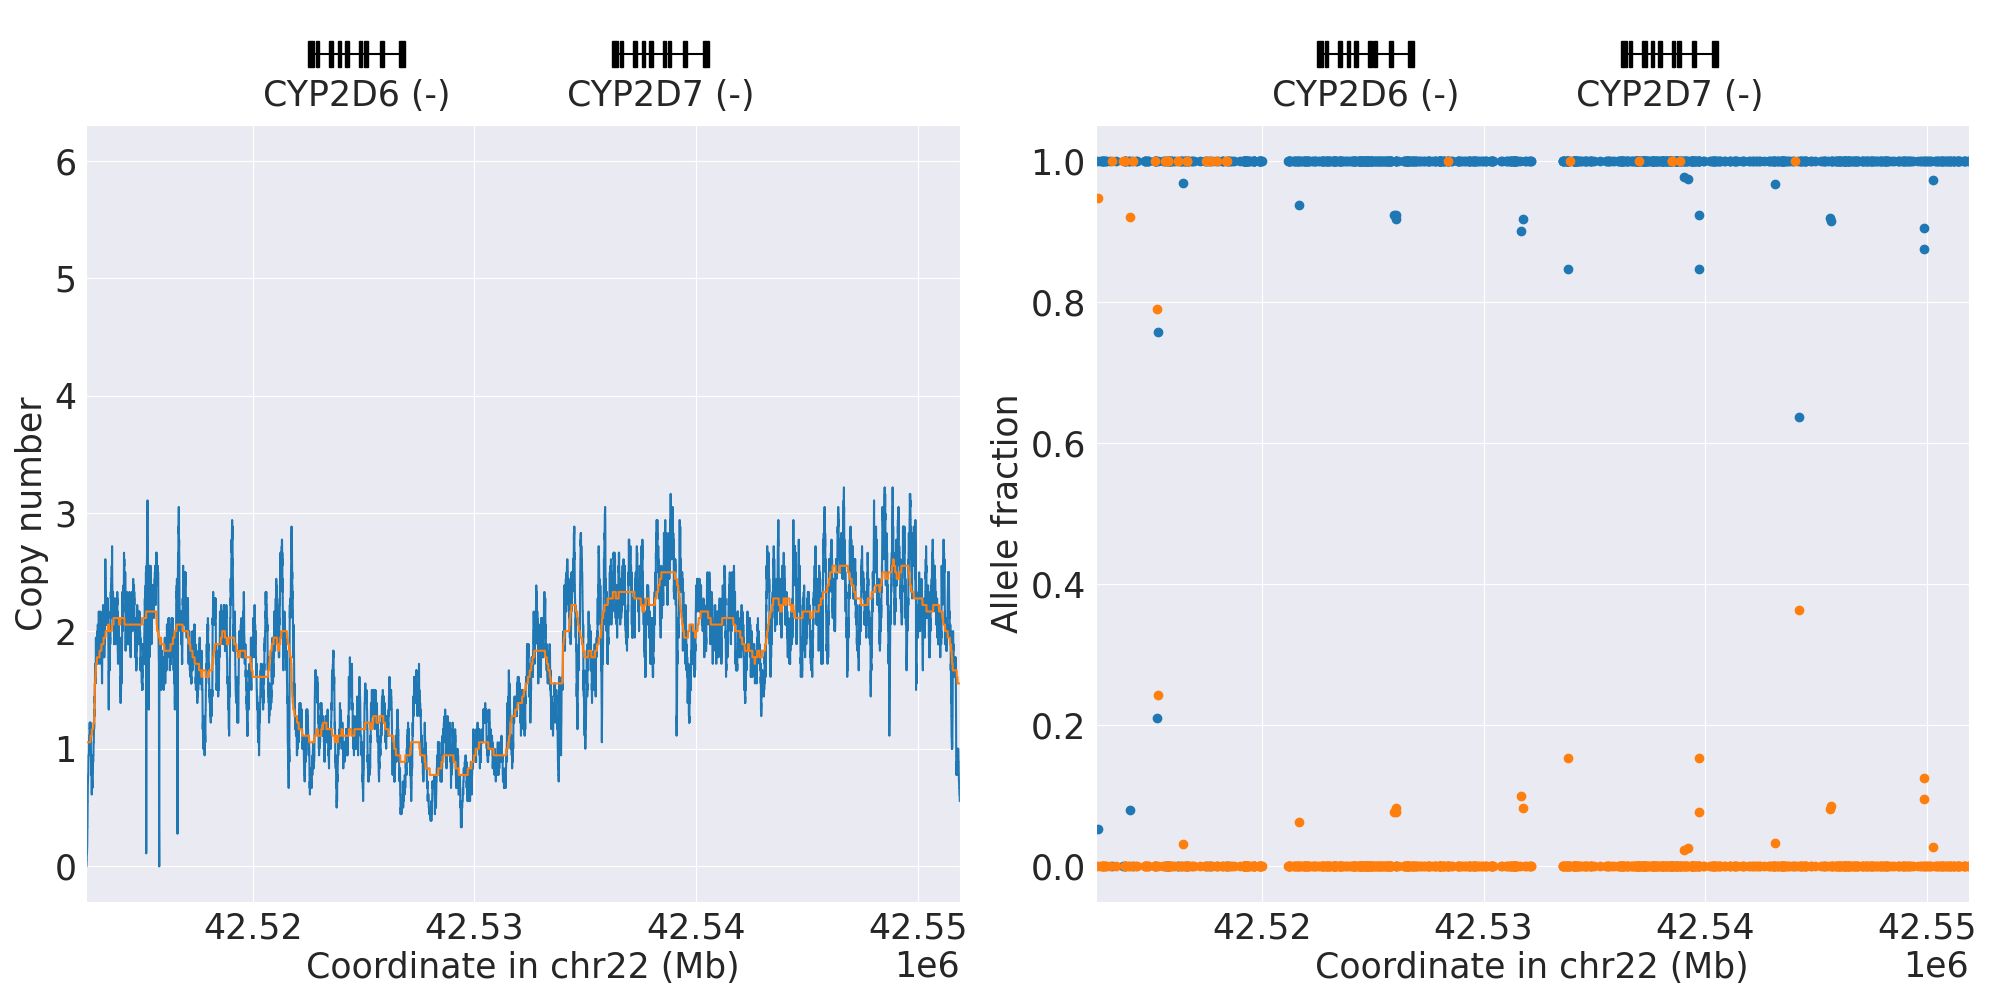 CYP2D6 (-)
CYP2D7 (-)
6
5
4
3
2
1
0
Copy number
42.52
42.53
42.54
42.55
1e6
Coordinate in chr22 (Mb)
CYP2D6 (-)
CYP2D7 (-)
1.0
0.8
0.6
0.4
0.2
0.0
Allele fraction
42.52
42.53
42.54
42.55
1e6
Coordinate in chr22 (Mb)